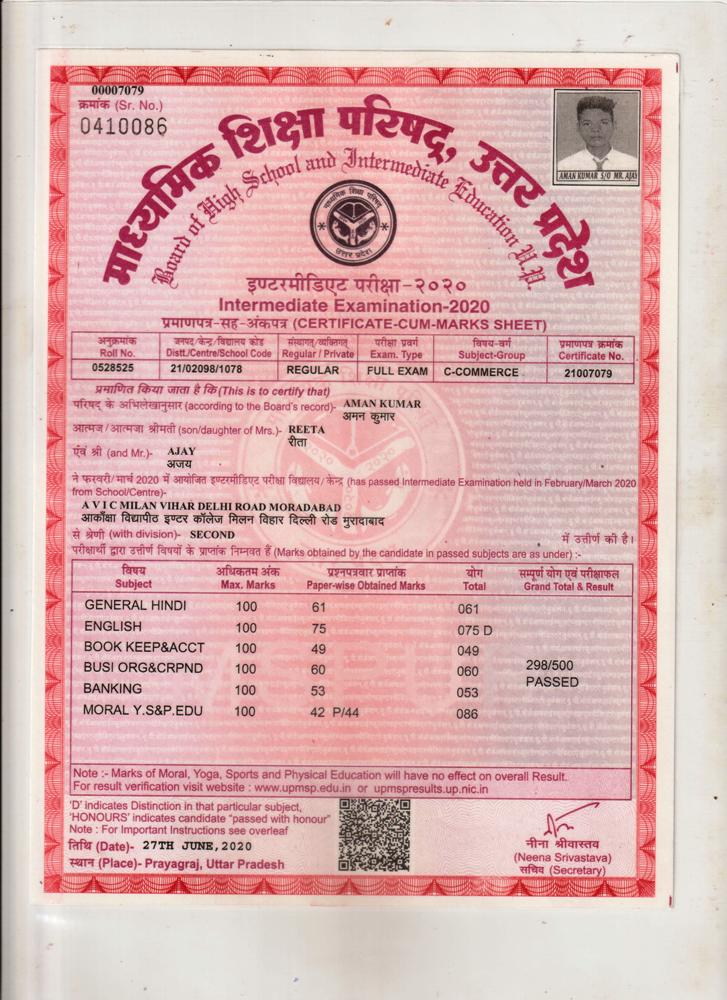 00007079
क्रमांक (Sr. No.)
0410086
माध्यमिक शिक्षा परिषद्, उत्तर प्रदेश
Board of High School and Intermediate Education U.P.
माध्यमिक शिक्षा परिषद्
उत्तर प्रदेश
AMAN KUMAR S/O MR. AJAY
इण्टरमीडिएट परीक्षा-२०२०
Intermediate Examination-2020
प्रमाणपत्र-सह-अंकपत्र (CERTIFICATE-CUM-MARKS SHEET)
अनुक्रमांक जनपद/केन्द्र/विद्यालय कोड संस्थागत/व्यक्तिगत परीक्षा प्रवर्ग विषय-वर्ग प्रमाणपत्र क्रमांक
Roll No. Distt./Centre/School Code Regular / Private Exam. Type Subject-Group Certificate No.
0528525 21/02098/1078 REGULAR FULL EXAM C-COMMERCE 21007079
प्रमाणित किया जाता है कि (This is to certify that)
परिषद् के अभिलेखानुसार (according to the Board's record)- AMAN KUMAR
अमन कुमार
आत्मज/आत्मजा श्रीमती (son/daughter of Mrs.)- REETA
रीता
एंव श्री (and Mr.)- AJAY
अजय
ने फरवरी/मार्च 2020 में आयोजित इण्टरमीडिएट परीक्षा विद्यालय/केन्द्र (has passed Intermediate Examination held in February/March 2020
from School/Centre)-
A V I C MILAN VIHAR DELHI ROAD MORADABAD
आकाँक्षा विद्यापीठ इण्टर कॉलेज मिलन विहार दिल्ली रोड मुरादाबाद
से श्रेणी (with division)- SECOND में उत्तीर्ण की है।
परीक्षार्थी द्वारा उत्तीर्ण विषयों के प्राप्तांक निम्नवत हैं (Marks obtained by the candidate in passed subjects are as under) :-
विषय अधिकतम अंक प्रश्नपत्रवार प्राप्तांक योग सम्पूर्ण योग एवं परीक्षाफल
Subject Max. Marks Paper-wise Obtained Marks Total Grand Total & Result
GENERAL HINDI 100 61 061
ENGLISH 100 75 075 D
BOOK KEEP&ACCT 100 49 049
BUSI ORG&CRPND 100 60 060 298/500
BANKING 100 53 053 PASSED
MORAL Y.S&P.EDU 100 42 P/44 086
Note :- Marks of Moral, Yoga, Sports and Physical Education will have no effect on overall Result.
For result verification visit website : www.upmsp.edu.in or upmspresults.up.nic.in
'D' indicates Distinction in that particular subject,
'HONOURS' indicates candidate "passed with honour"
Note : For Important Instructions see overleaf
तिथि (Date)- 27TH JUNE,2020
स्थान (Place)- Prayagraj, Uttar Pradesh
नीना श्रीवास्तव
(Neena Srivastava)
सचिव (Secretary)